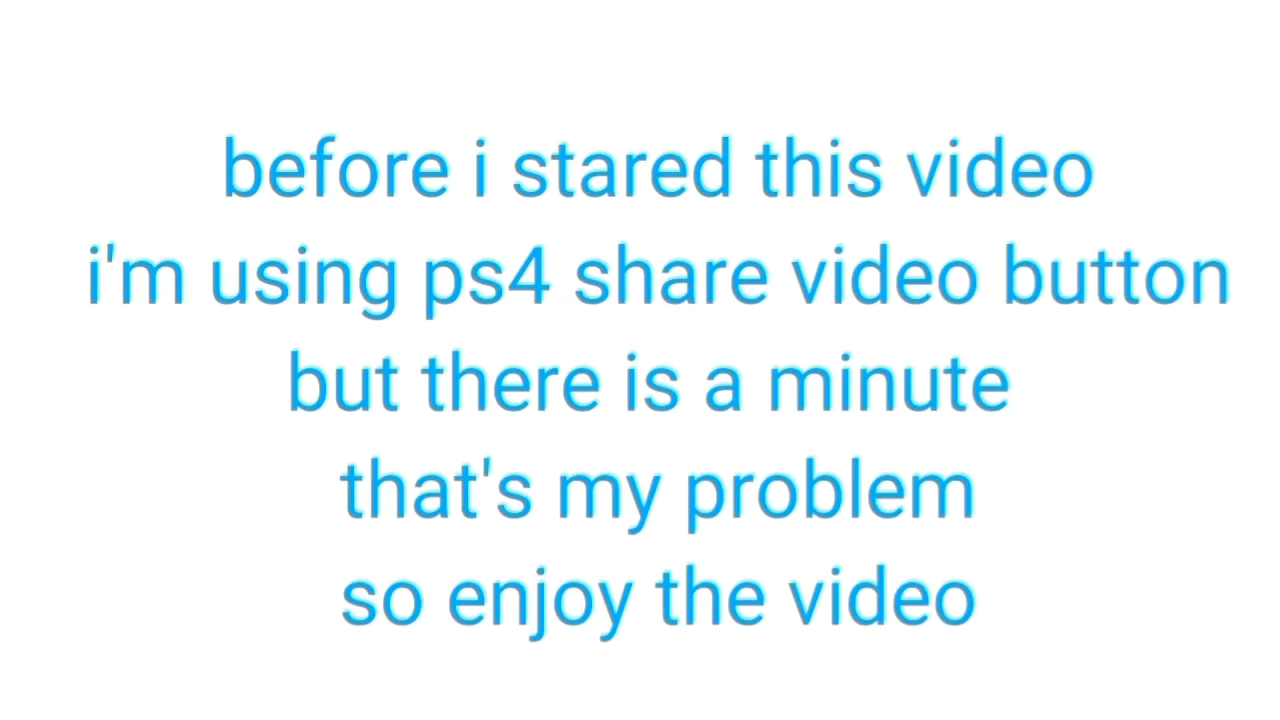 before i stared this video
i'm using ps4 share video button
but there is a minute
that's my problem
so enjoy the video